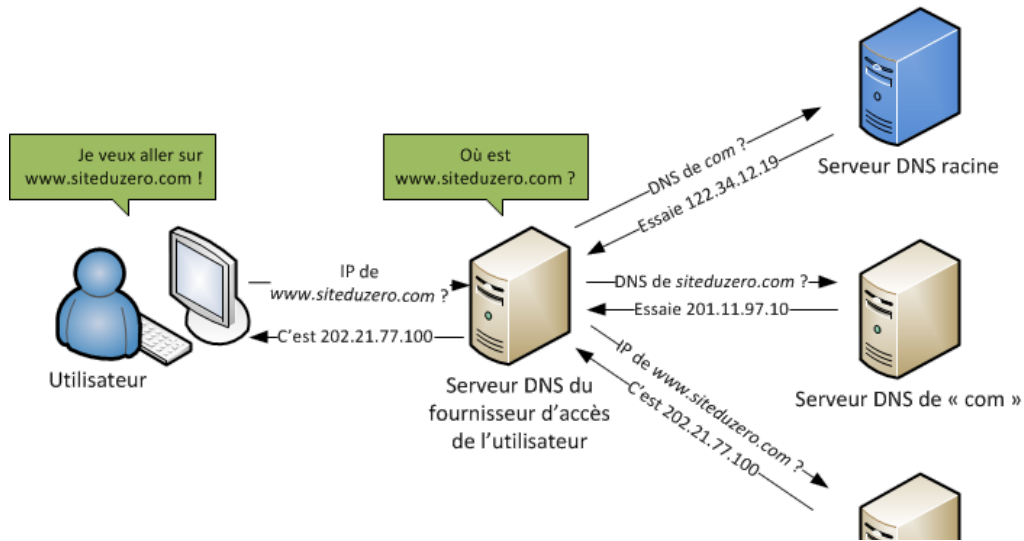 Je veux aller sur
www.siteduzero.com !
Où est
www.siteduzero.com ?
DNS de com ?
Essaie 122.34.12.19
Serveur DNS racine
IP de
www.siteduzero.com ?
C'est 202.21.77.100
DNS de siteduzero.com ?
Essaie 201.11.97.10
Utilisateur
Serveur DNS du
fournisseur d'accès
de l'utilisateur
IP de www.siteduzero.com ?
C'est 202.21.77.100
Serveur DNS de « com »